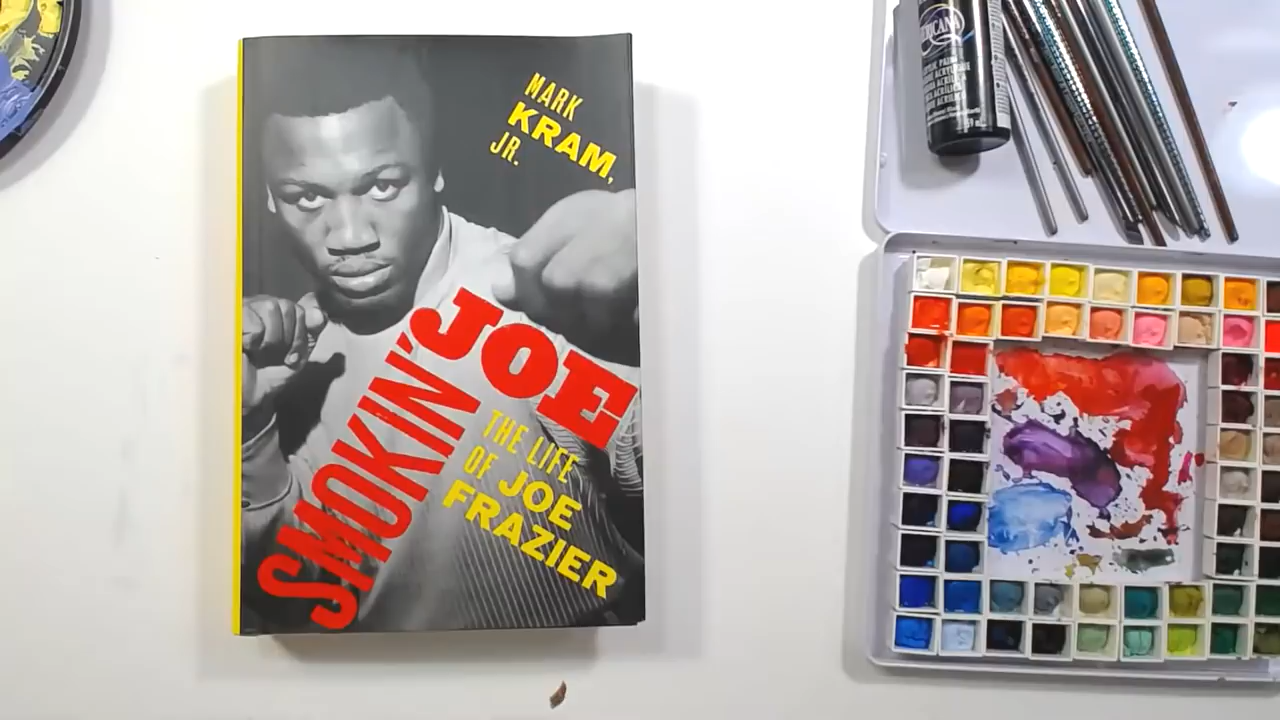 MARK
KRAM,
JR.
SMOKIN'
JOE
THE LIFE
OF JOE
FRAZIER